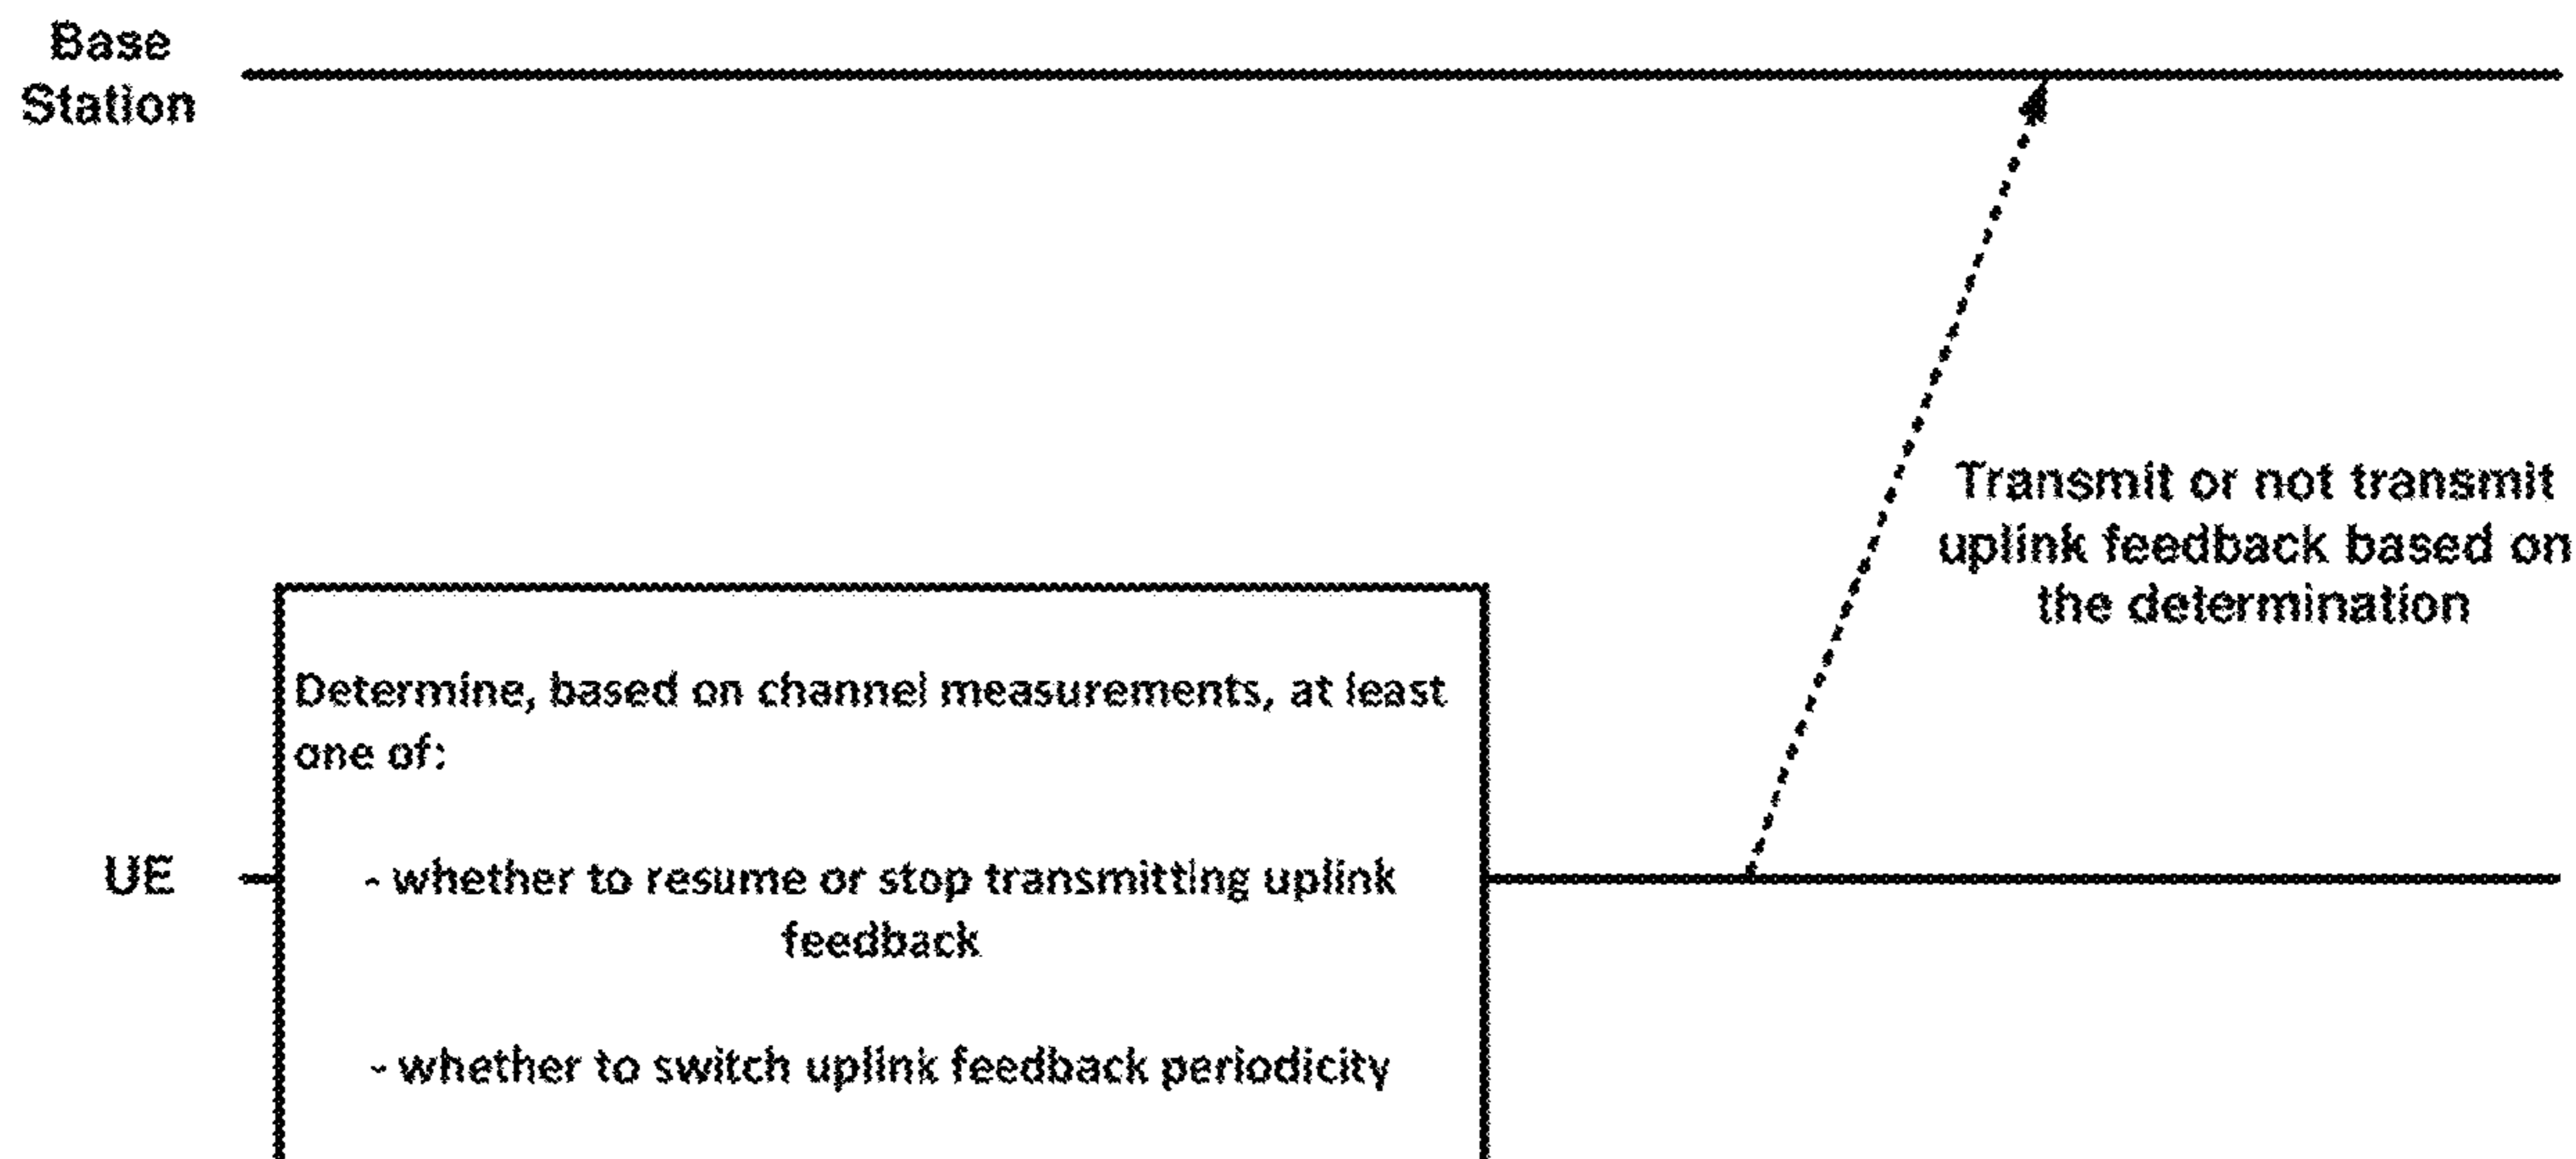 Base
Station
Transmit or not transmit
uplink feedback based on
the determination
Determine, based on channel measurements, at least
one of:
UE
- whether to resume or stop transmitting uplink
feedback
- whether to switch uplink feedback periodicity